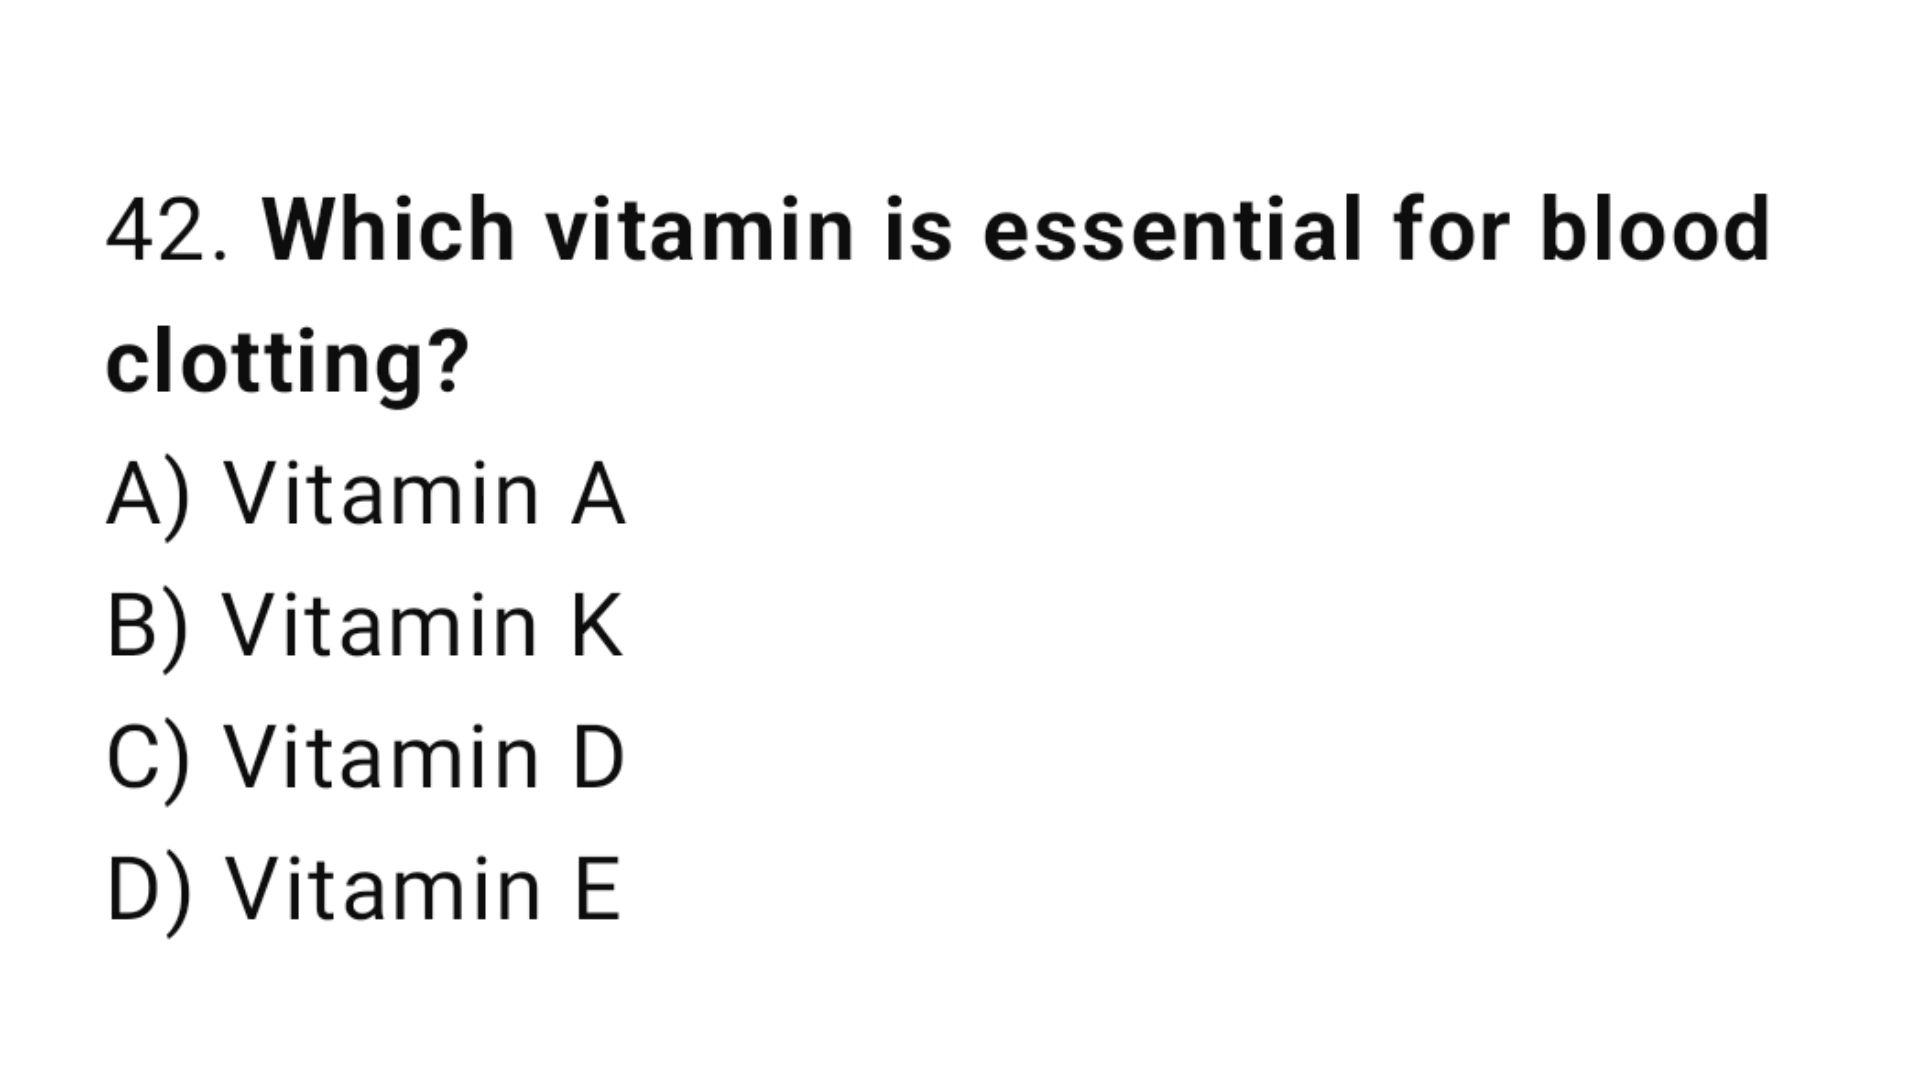 42. Which vitamin is essential for blood
clotting?
A) Vitamin A
B) Vitamin K
C) Vitamin D
D) Vitamin E